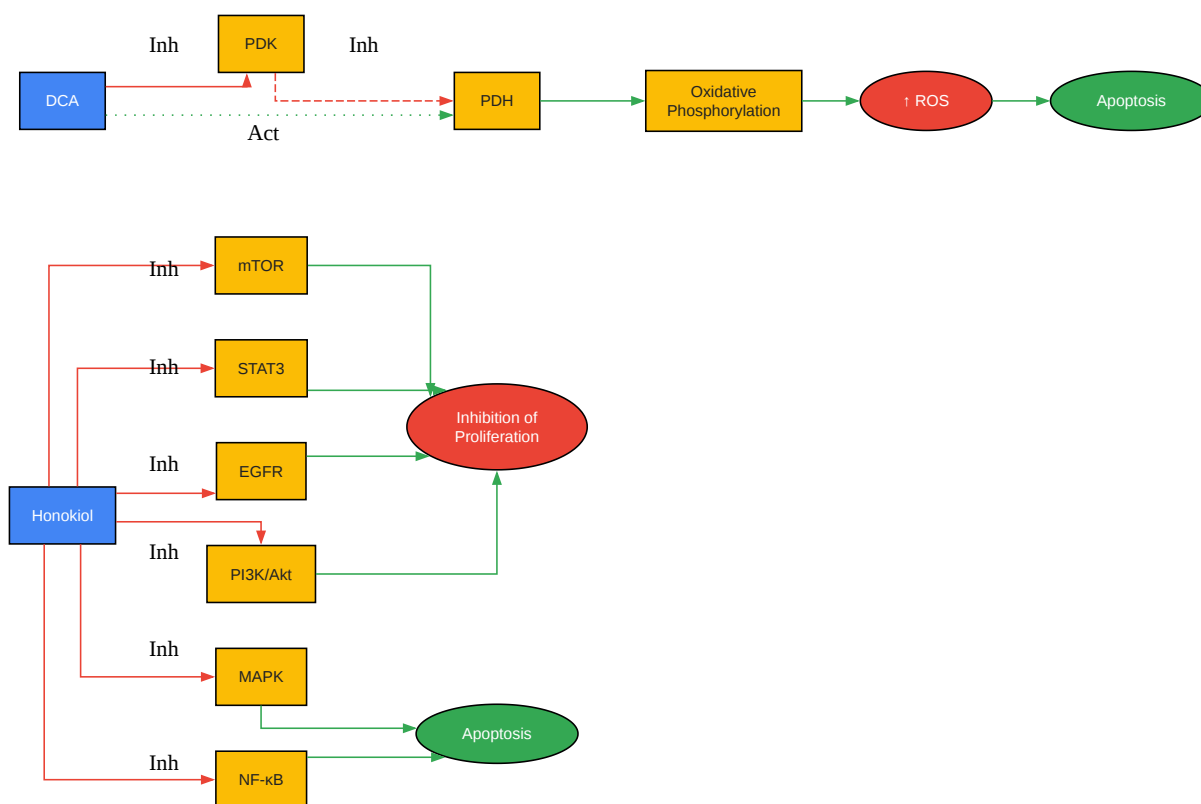 Inh
PDK
Inh
DCA
PDH
Oxidative
Phosphorylation
↑ ROS
Apoptosis
Act
Inh
mTOR
Inh
STAT3
Inhibition of
Proliferation
Inh
EGFR
Honokiol
Inh
PI3K/Akt
Inh
MAPK
Apoptosis
Inh
NF-κB